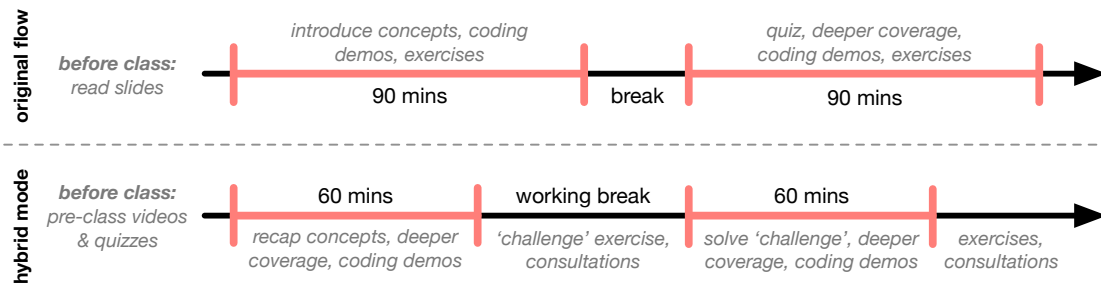 original flow
before class:
read slides
introduce concepts, coding
demos, exercises
90 mins
break
quiz, deeper coverage,
coding demos, exercises
90 mins
hybrid mode
before class:
pre-class videos
& quizzes
60 mins
recap concepts, deeper
coverage, coding demos
working break
‘challenge’ exercise,
consultations
60 mins
solve ‘challenge’, deeper
coverage, coding demos
exercises,
consultations